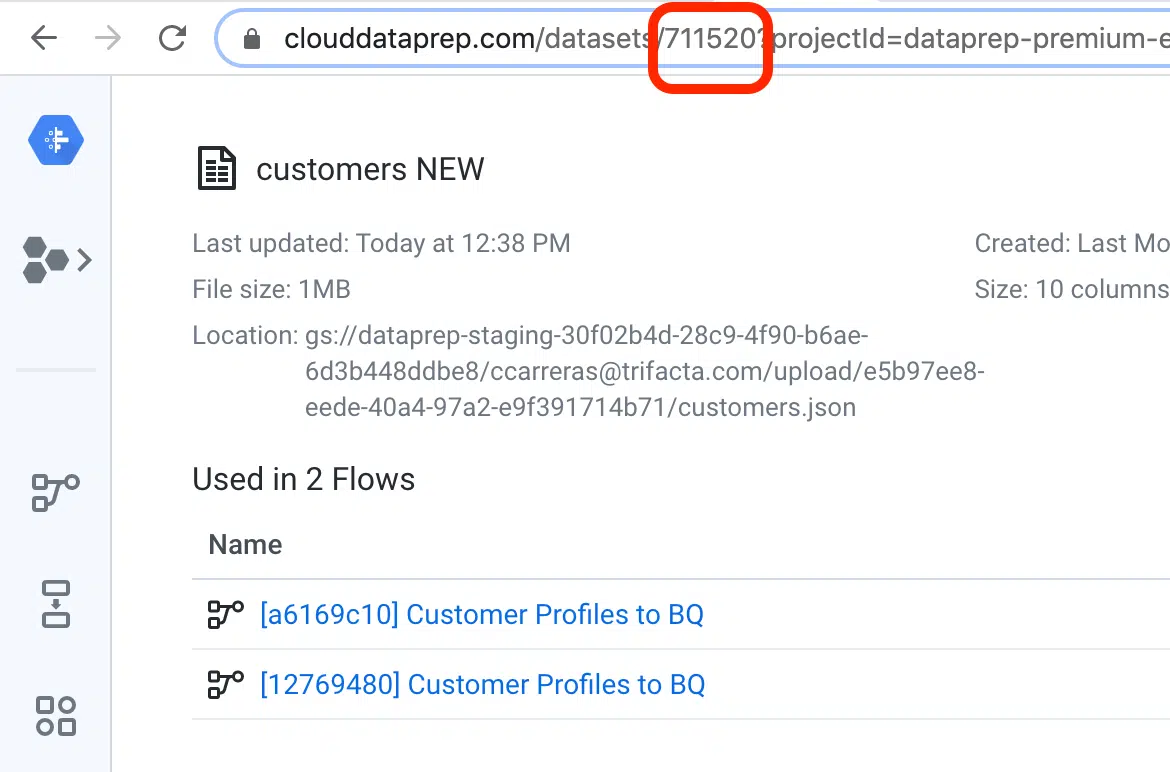 clouddataprep.com/datasets/711520?projectId=dataprep-premium-e
customers NEW
Last updated: Today at 12:38 PM
Created: Last Mo
File size: 1MB
Size: 10 columns
Location: gs://dataprep-staging-30f02b4d-28c9-4f90-b6ae-
6d3b448ddbe8/ccarreras@trifacta.com/upload/e5b97ee8-
eede-40a4-97a2-e9f391714b71/customers.json
Used in 2 Flows
Name
[a6169c10] Customer Profiles to BQ
[12769480] Customer Profiles to BQ